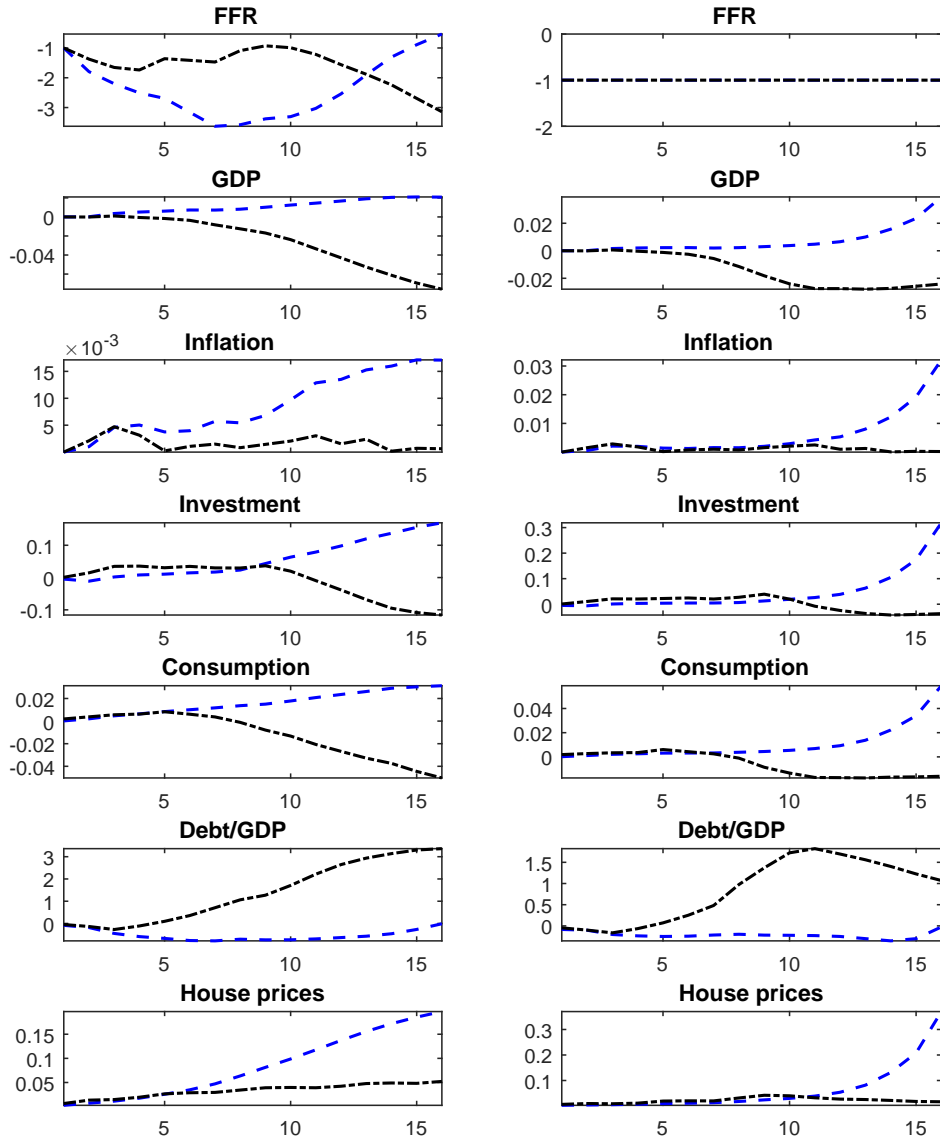 FFR
-1
-2
-3
5 10 15
FFR
0
-1
-2
5 10 15
GDP
0
-0.04
5 10 15
GDP
0.02
0
-0.02
5 10 15
×10-3
Inflation
15
10
5
5 10 15
Inflation
0.03
0.02
0.01
5 10 15
Investment
0.1
0
-0.1
5 10 15
Investment
0.3
0.2
0.1
0
5 10 15
Consumption
0.02
0
-0.02
-0.04
5 10 15
Consumption
0.04
0.02
0
5 10 15
Debt/GDP
3
2
1
0
5 10 15
Debt/GDP
1.5
1
0.5
5 10 15
House prices
0.15
0.1
0.05
5 10 15
House prices
0.3
0.2
0.1
5 10 15